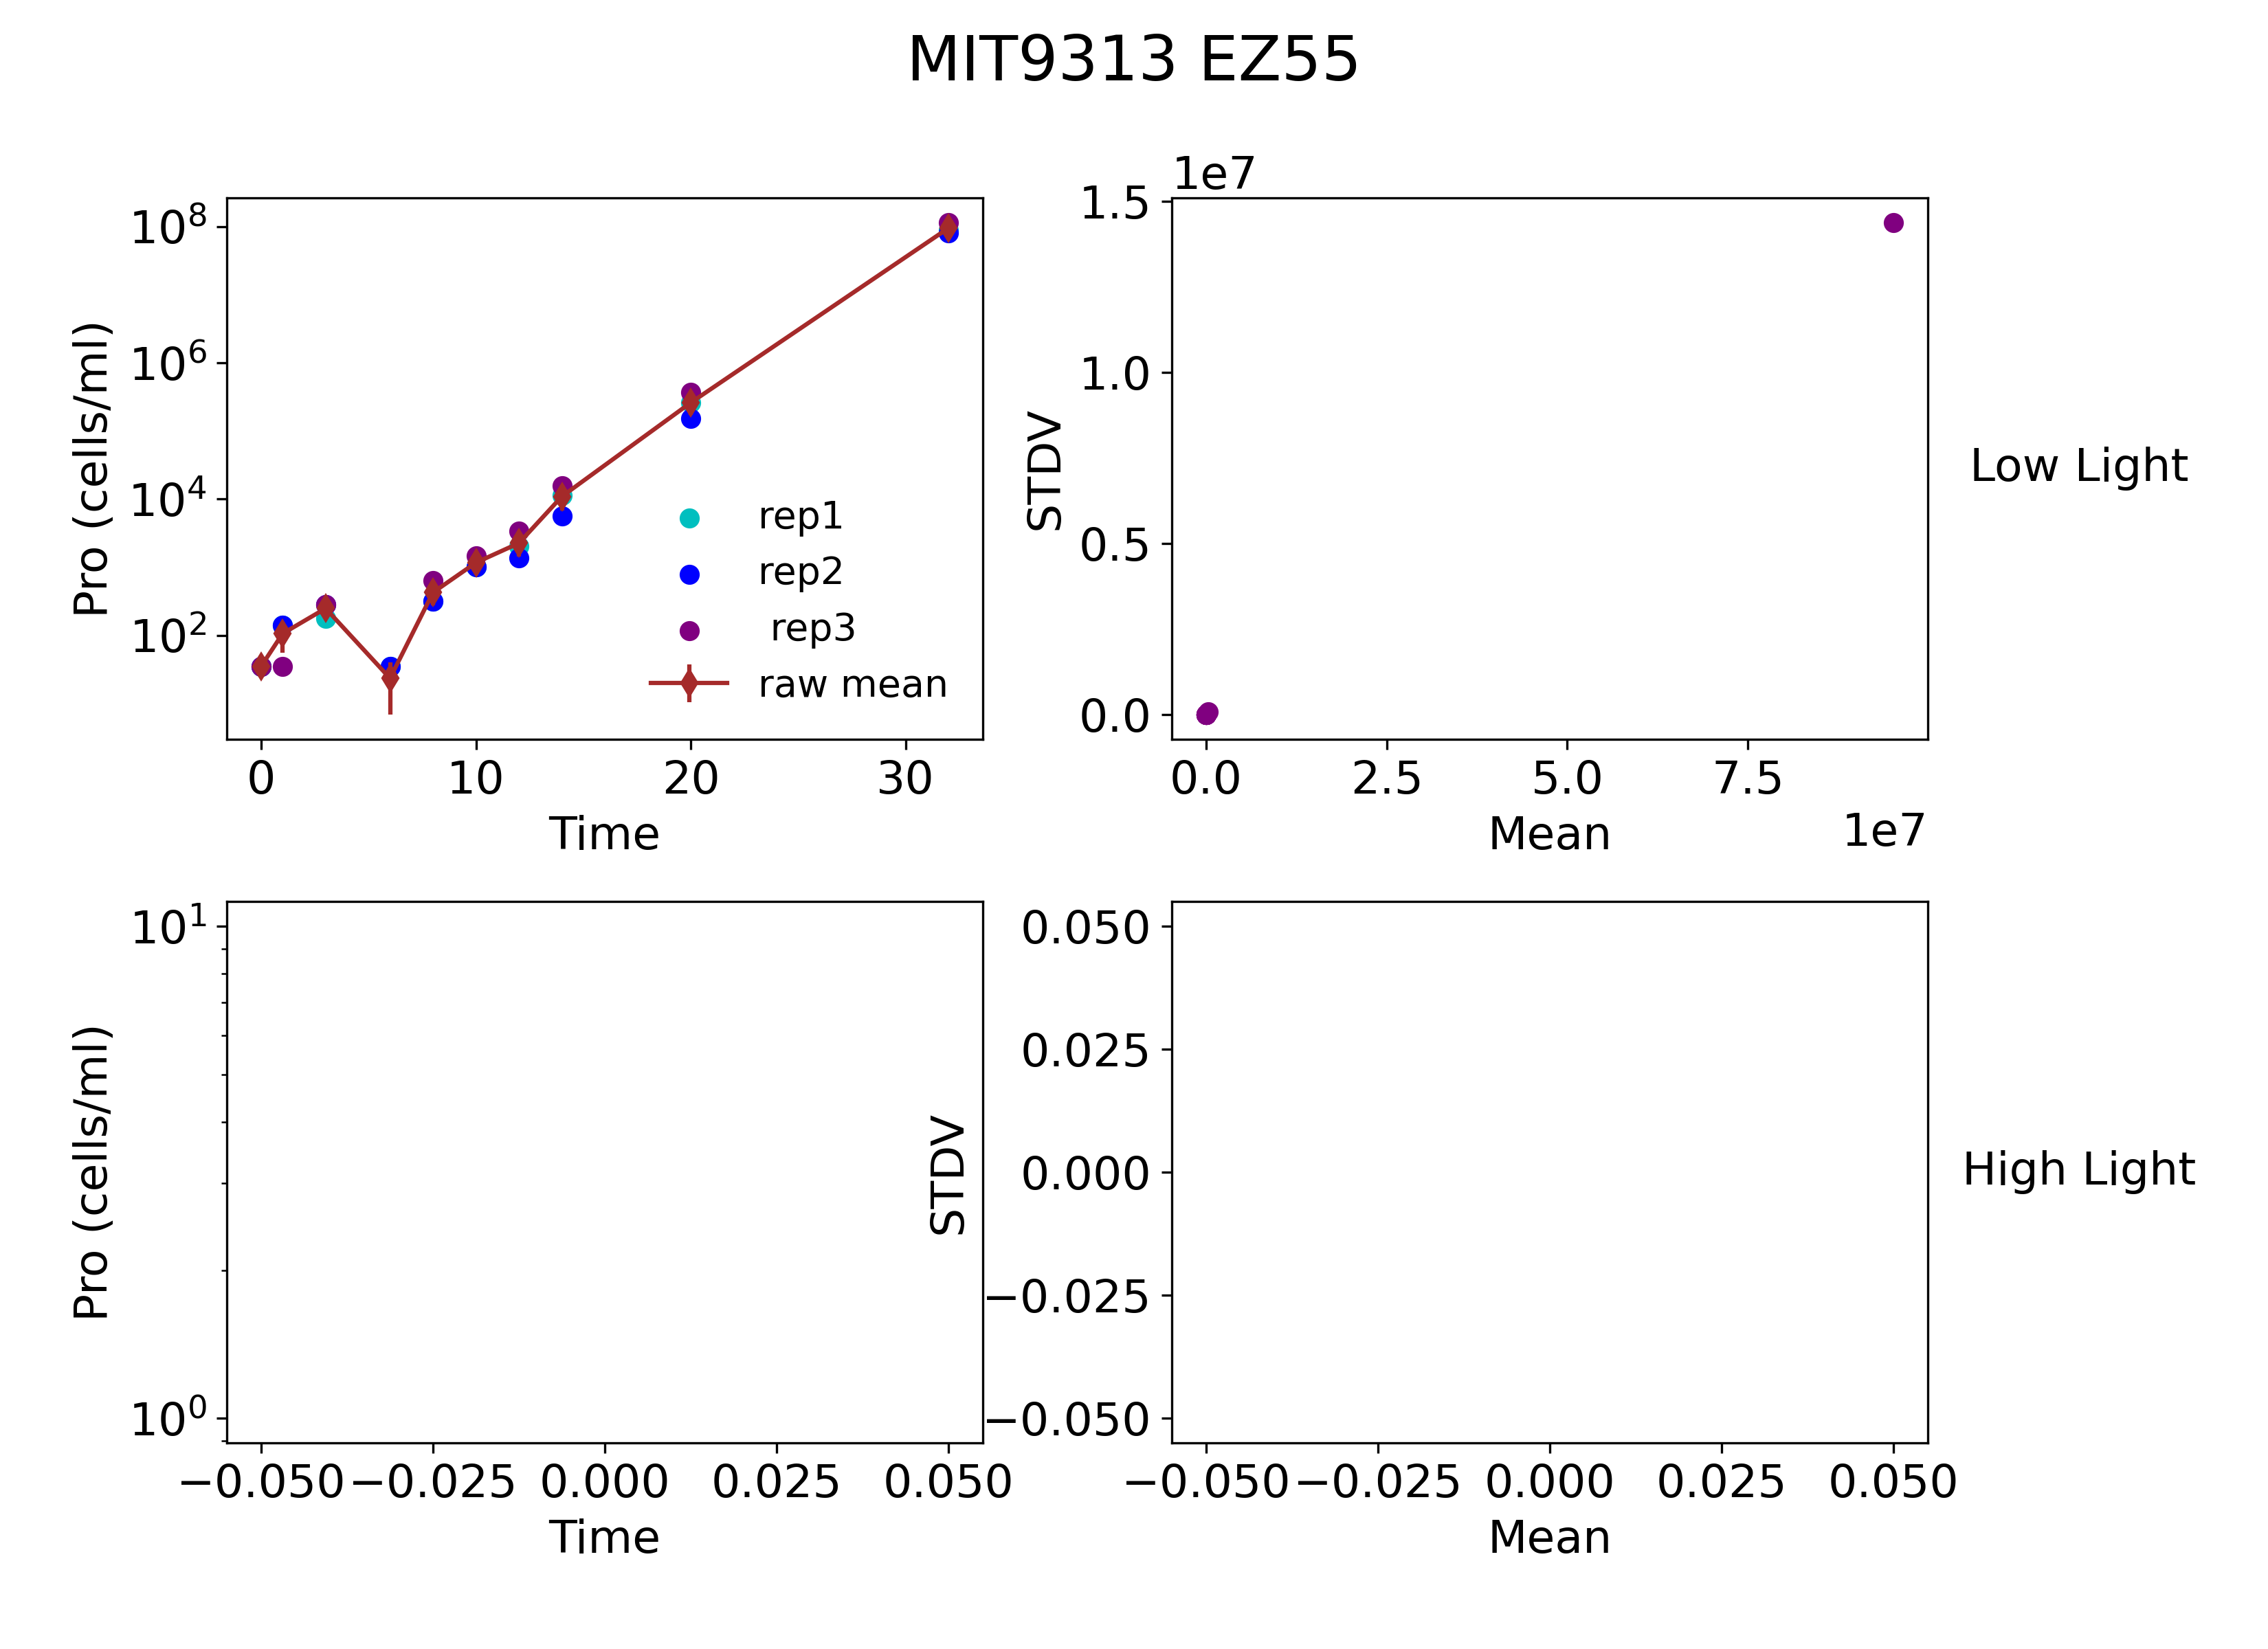 MIT9313 EZ55
1e7
Pro (cells/ml)
10^8
10^6
10^4
10^2
rep1
rep2
rep3
raw mean
0 10 20 30
Time
STDV
1.5
1.0
0.5
0.0
0.0 2.5 5.0 7.5
Mean
1e7
Low Light
Pro (cells/ml)
10^1
10^0
−0.050 −0.025 0.000 0.025 0.050
Time
STDV
0.050
0.025
0.000
−0.025
−0.050
−0.050 −0.025 0.000 0.025 0.050
Mean
High Light